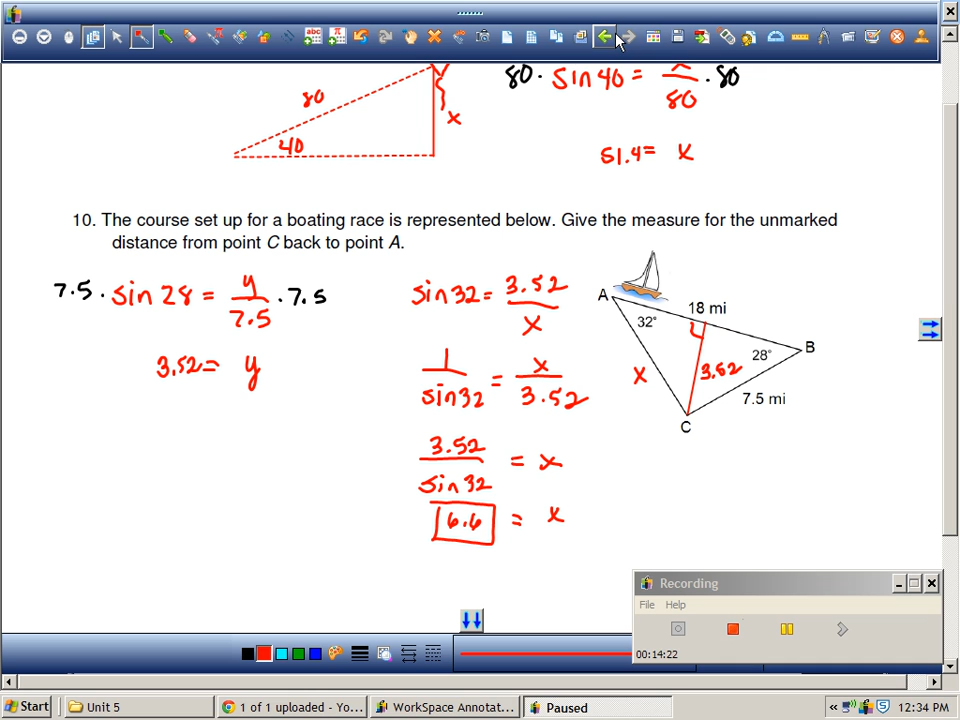 80
40
x
80 · sin 40 = x/80 · 80
51.4 = x
10. The course set up for a boating race is represented below. Give the measure for the unmarked
distance from point C back to point A.
7.5 · sin 28 = y/7.5 · 7.5
3.52 = y
sin 32 = 3.52/x
1/sin 32 = x/3.52
3.52/sin 32 = x
6.6 = x
A
18 mi
32°
28°
B
x
3.52
7.5 mi
C
Recording
File Help
00:14:22
Start
Unit 5
1 of 1 uploaded - Yo...
WorkSpace Annotat...
Paused
12:34 PM